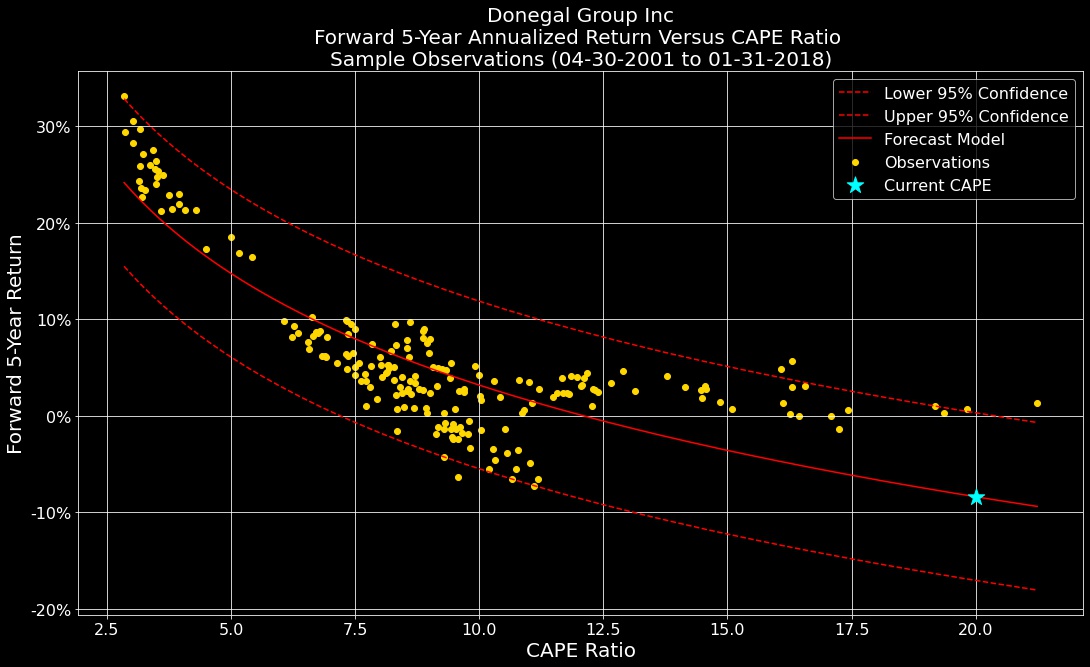 Donegal Group Inc
Forward 5-Year Annualized Return Versus CAPE Ratio
Sample Observations (04-30-2001 to 01-31-2018)
Lower 95% Confidence
Upper 95% Confidence
Forecast Model
Observations
Current CAPE
Forward 5-Year Return
30%
20%
10%
0%
-10%
-20%
2.5 5.0 7.5 10.0 12.5 15.0 17.5 20.0
CAPE Ratio